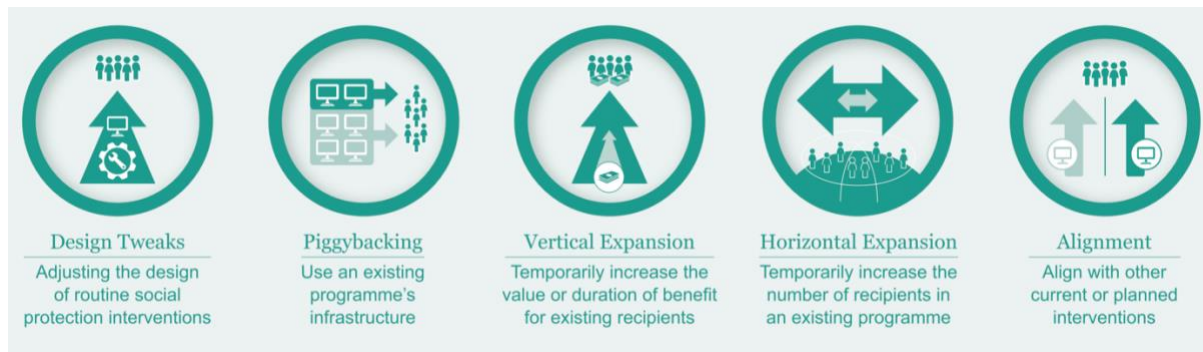 Design Tweaks
Adjusting the design
of routine social
protection interventions
Piggybacking
Use an existing
programme's
infrastructure
Vertical Expansion
Temporarily increase the
value or duration of benefit
for existing recipients
Horizontal Expansion
Temporarily increase the
number of recipients in
an existing programme
Alignment
Align with other
current or planned
interventions